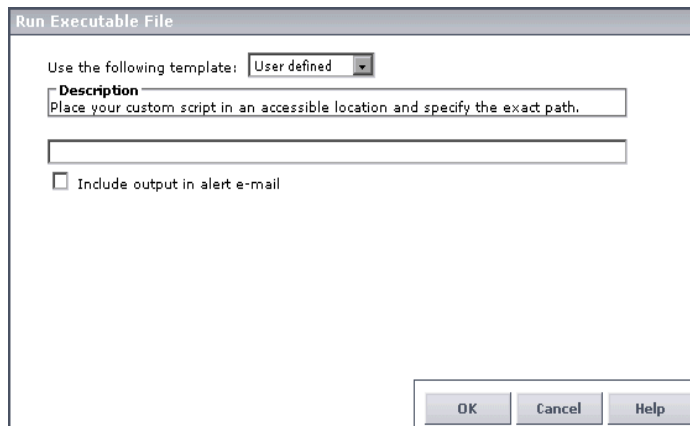 Run Executable File
Use the following template: User defined
Description
Place your custom script in an accessible location and specify the exact path.
Include output in alert e-mail
OK Cancel Help